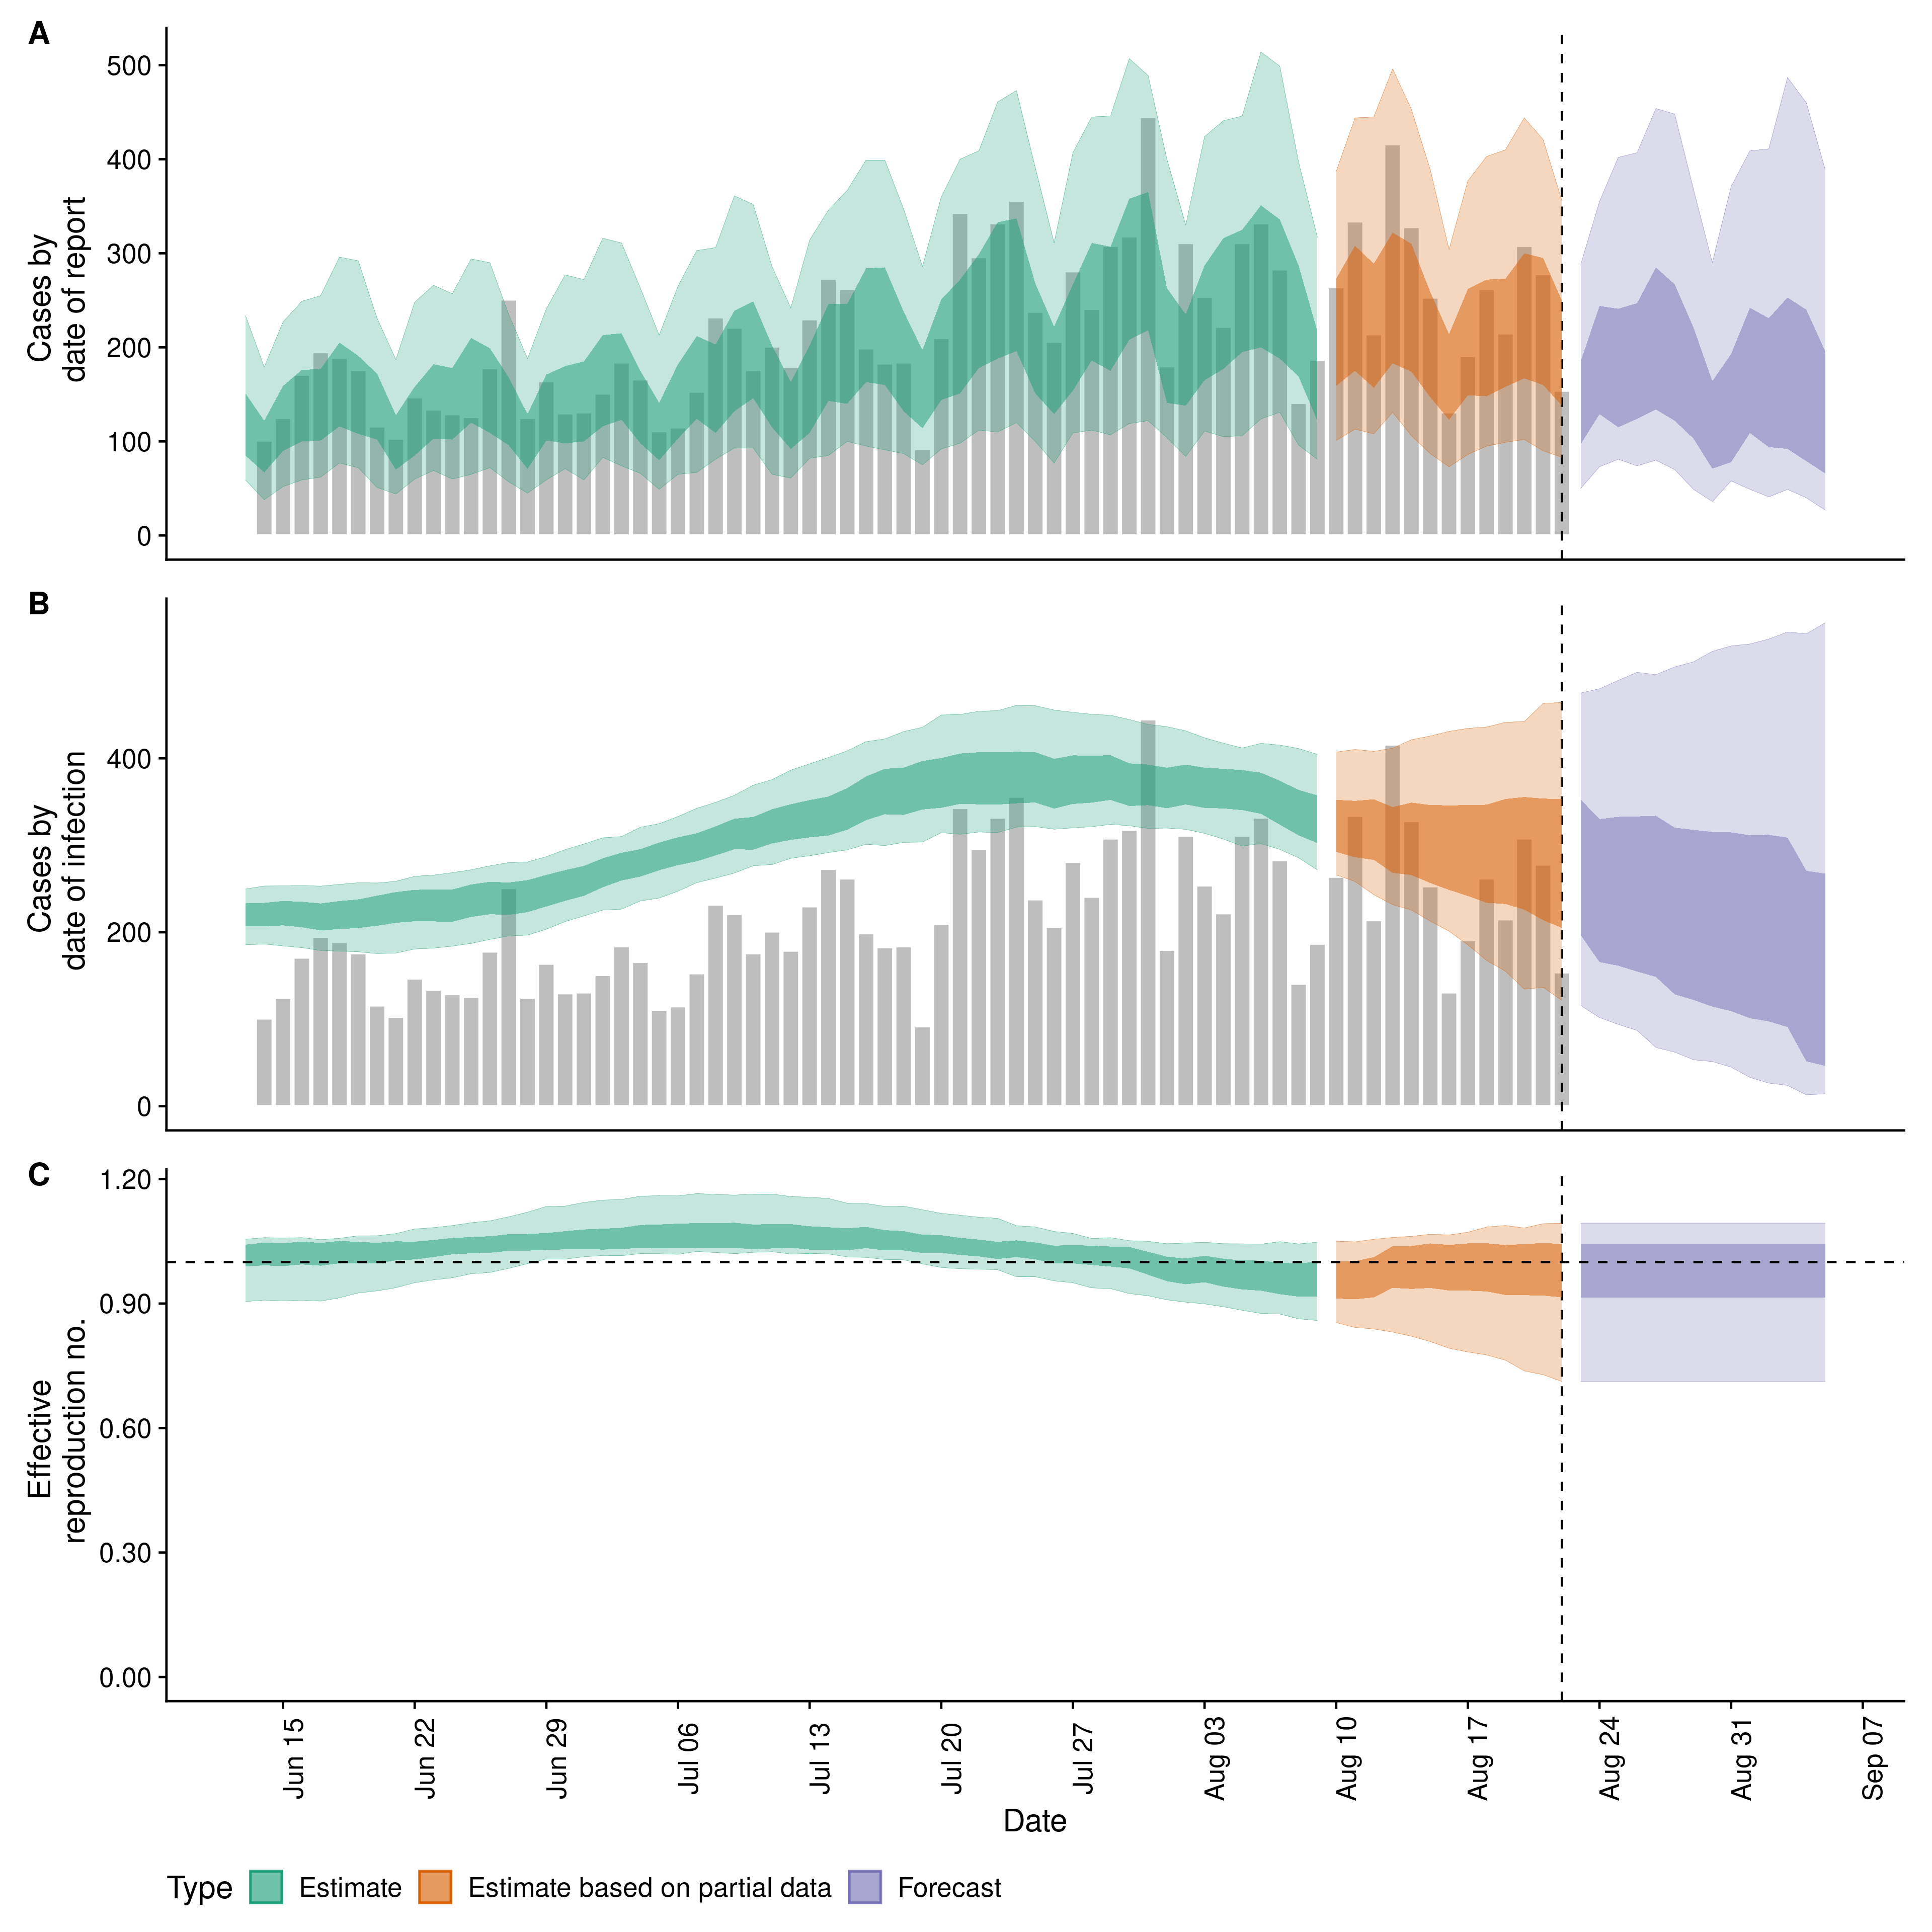 A
500
400
300
200
100
0
Cases by
date of report
B
400
200
0
Cases by
date of infection
C
1.20
0.90
0.60
0.30
0.00
Effective
reproduction no.
Jun 15
Jun 22
Jun 29
Jul 06
Jul 13
Jul 20
Jul 27
Aug 03
Aug 10
Aug 17
Aug 24
Aug 31
Sep 07
Date
Type Estimate Estimate based on partial data Forecast